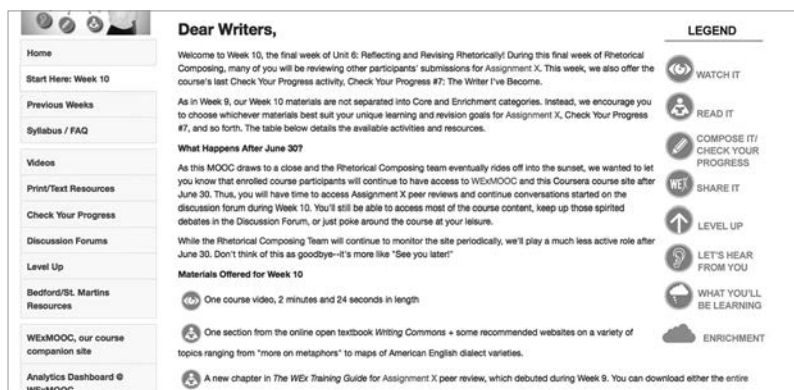 Home
Start Here: Week 10
Previous Weeks
Syllabus / FAQ
Videos
Print/Text Resources
Check Your Progress
Discussion Forums
Level Up
Bedford/St. Martins
Resources
WExMOOC, our course
companion site
Analytics Dashboard @
WExMOOC
Dear Writers,
Welcome to Week 10, the final week of Unit 6: Reflecting and Revising Rhetorically! During this final week of Rhetorical
Composing, many of you will be reviewing other participants' submissions for Assignment X. This week, we also offer the
course's last Check Your Progress activity, Check Your Progress #7: The Writer I've Become.
As in Week 9, our Week 10 materials are not separated into Core and Enrichment categories. Instead, we encourage you
to choose whichever materials best suit your unique learning and revision goals for Assignment X, Check Your Progress
#7, and so forth. The table below details the available activities and resources.
What Happens After June 30?
As this MOOC draws to a close and the Rhetorical Composing team eventually rides off into the sunset, we wanted to let
you know that enrolled course participants will continue to have access to WExMOOC and this Coursera course site after
June 30. Thus, you will have time to access Assignment X peer reviews and continue conversations started on the
discussion forum during Week 10. You'll still be able to access most of the course content, keep up those spirited
debates in the Discussion Forum, or just poke around the course at your leisure.
While the Rhetorical Composing Team will continue to monitor the site periodically, we'll play a much less active role after
June 30. Don't think of this as goodbye--it's more like "See you later!"
Materials Offered for Week 10
One course video, 2 minutes and 24 seconds in length
One section from the online open textbook Writing Commons + some recommended websites on a variety of
topics ranging from "more on metaphors" to maps of American English dialect varieties.
A new chapter in The WEx Training Guide for Assignment X peer review, which debuted during Week 9. You can download either the entire
LEGEND
WATCH IT
READ IT
COMPOSE IT/
CHECK YOUR
PROGRESS
WEX SHARE IT
LEVEL UP
LET'S HEAR
FROM YOU
WHAT YOU'LL
BE LEARNING
ENRICHMENT